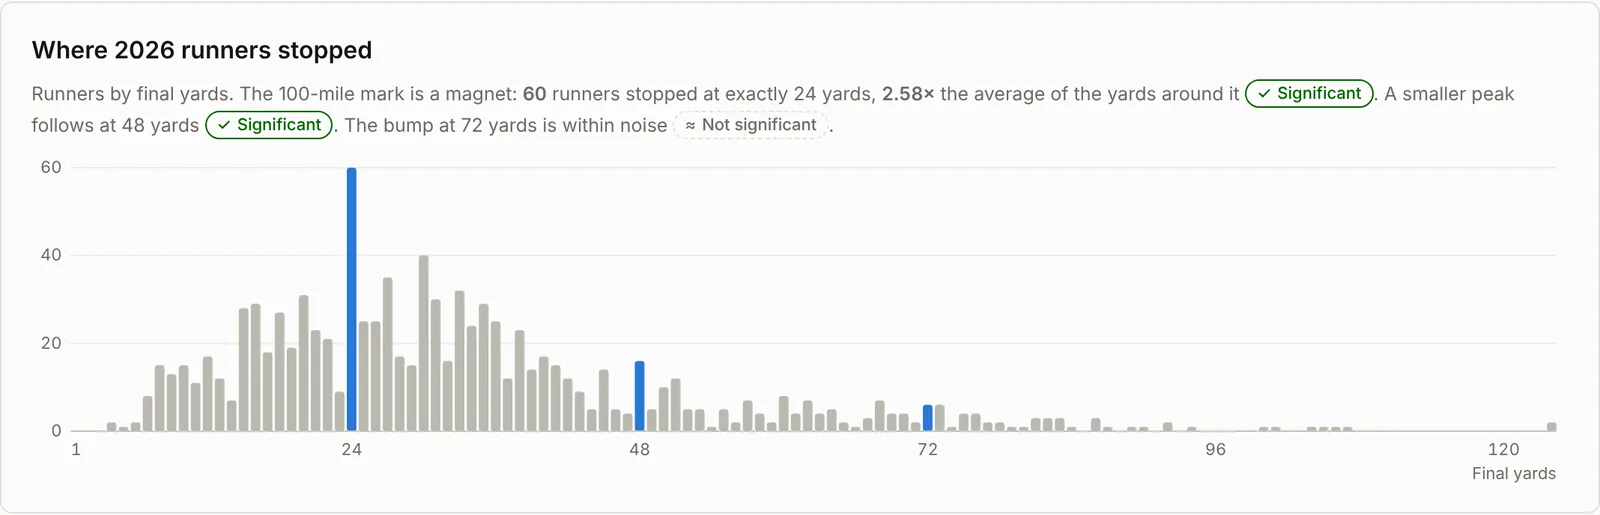 Where 2026 runners stopped
Runners by final yards. The 100-mile mark is a magnet: 60 runners stopped at exactly 24 yards, 2.58× the average of the yards around it ✓ Significant. A smaller peak
follows at 48 yards ✓ Significant. The bump at 72 yards is within noise ≈ Not significant.
60
40
20
0
1 24 48 72 96 120
Final yards